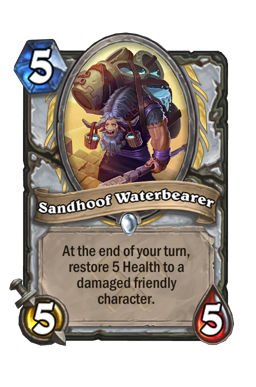 5
Sandhoof Waterbearer
At the end of your turn,
restore 5 Health to a
damaged friendly
character.
5
5